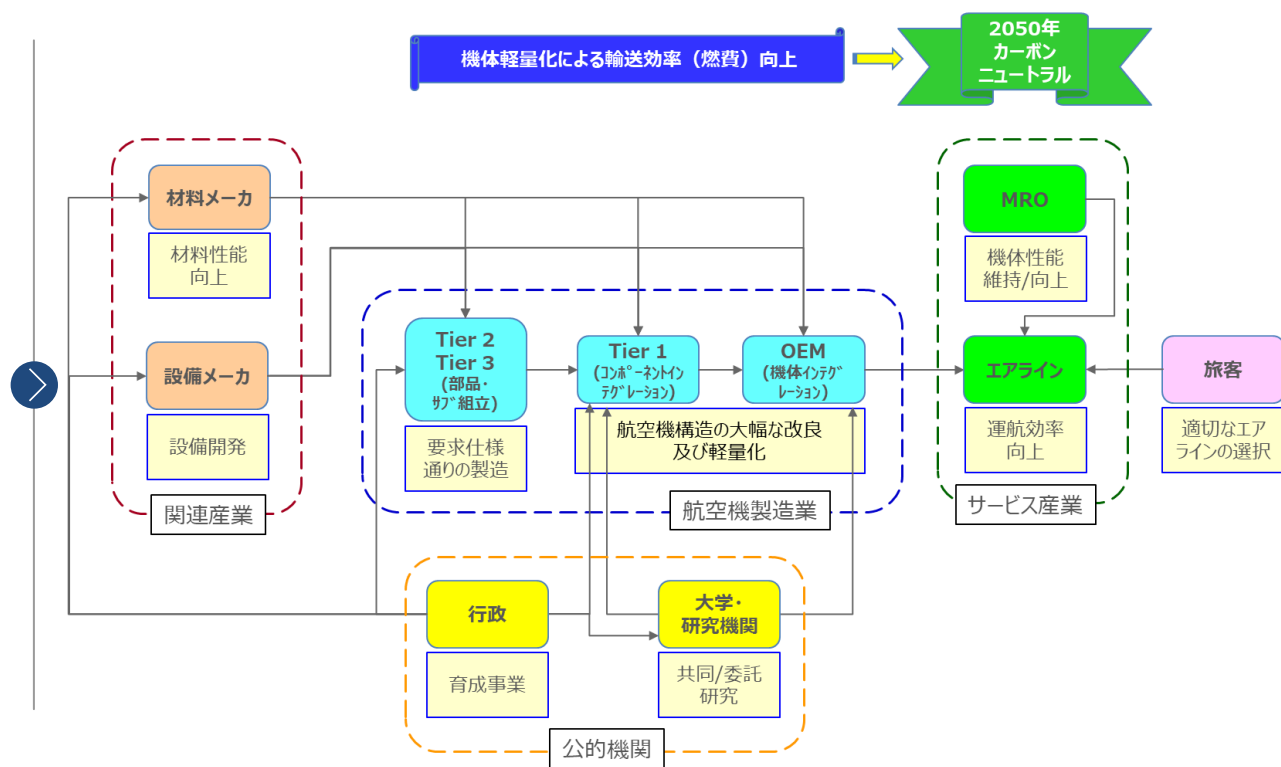 機体軽量化による輸送効率（燃費）向上
2050年
カーボン
ニュートラル
材料メーカ
材料性能
向上
設備メーカ
設備開発
関連産業
Tier 2
Tier 3
(部品・
ｻﾌﾞ組立)
要求仕様
通りの製造
Tier 1
(ｺﾝﾎﾟｰﾈﾝﾄｲﾝ
ﾃｸﾞﾚｰｼｮﾝ)
OEM
(機体ｲﾝﾃｸﾞ
ﾚｰｼｮﾝ)
航空機構造の大幅な改良
及び軽量化
航空機製造業
MRO
機体性能
維持/向上
エアライン
運航効率
向上
サービス産業
旅客
適切なエア
ラインの選択
行政
育成事業
大学・
研究機関
共同/委託
研究
公的機関